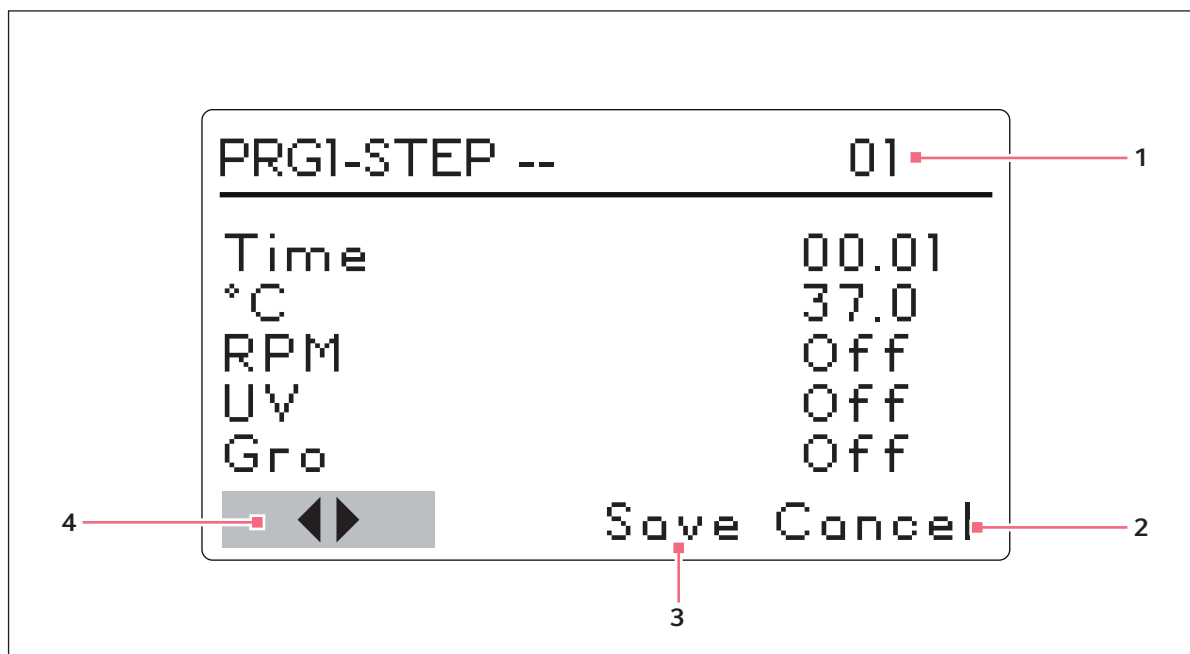 PRG1-STEP -- 01 1
Time 00.01
°C 37.0
RPM Off
UV Off
Gro Off
4 Save Cancel 2
3